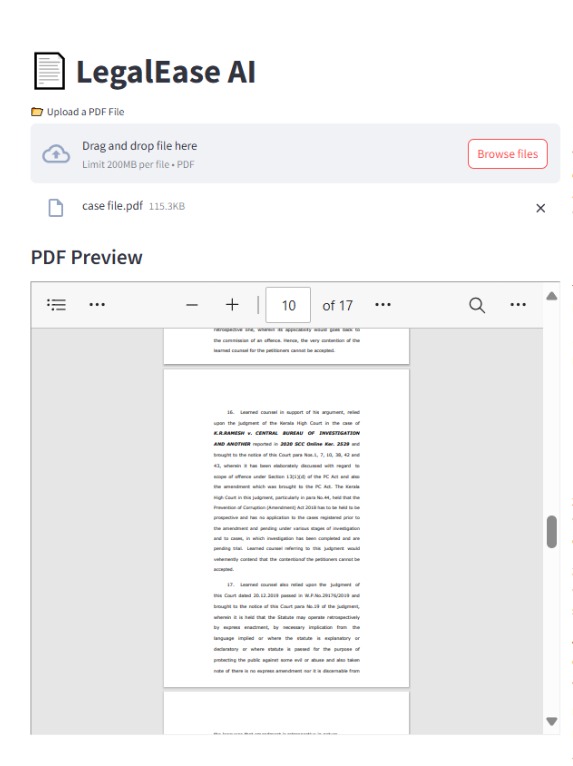 LegalEase AI
Upload a PDF File
Drag and drop file here
Limit 200MB per file • PDF
Browse files
case file.pdf 115.3KB
PDF Preview
10 of 17
retrospective one, wherein its applicability would goes back to
the commission of an offence. Hence, the very contention of the
learned counsel for the petitioners cannot be accepted.
16. Learned counsel in support of his argument, relied
upon the judgment of the Kerala High Court in the case of
K.R.RAMESH v. CENTRAL BUREAU OF INVESTIGATION
AND ANOTHER reported in 2020 SCC Online Ker. 2529 and
brought to the notice of this Court para Nos.1, 7, 10, 38, 42 and
43, wherein it has been elaborately discussed with regard to
scope of offence under Section 13(1)(d) of the PC Act and also
the amendment which was brought to the PC Act. The Kerala
High Court in this judgment, particularly in para No.44, held that the
Prevention of Corruption (Amendment) Act 2018 has to be held to be
prospective and has no application to the cases registered prior to
the amendment and pending under various stages of investigation
and to cases, in which investigation has been completed and are
pending trial. Learned counsel referring to this judgment would
vehemently contend that the contentionof the petitioners cannot be
accepted.
17. Learned counsel also relied upon the judgment of
this Court dated 20.12.2019 passed in W.P.No.29176/2019 and
brought to the notice of this Court para No.19 of the judgment,
wherein it is held that the Statute may operate retrospectively
by express enactment, by necessary implication from the
language implied or where the statute is explanatory or
declaratory or where statute is passed for the purpose of
protecting the public against some evil or abuse and also taken
note of there is no express amendment nor it is discernable from